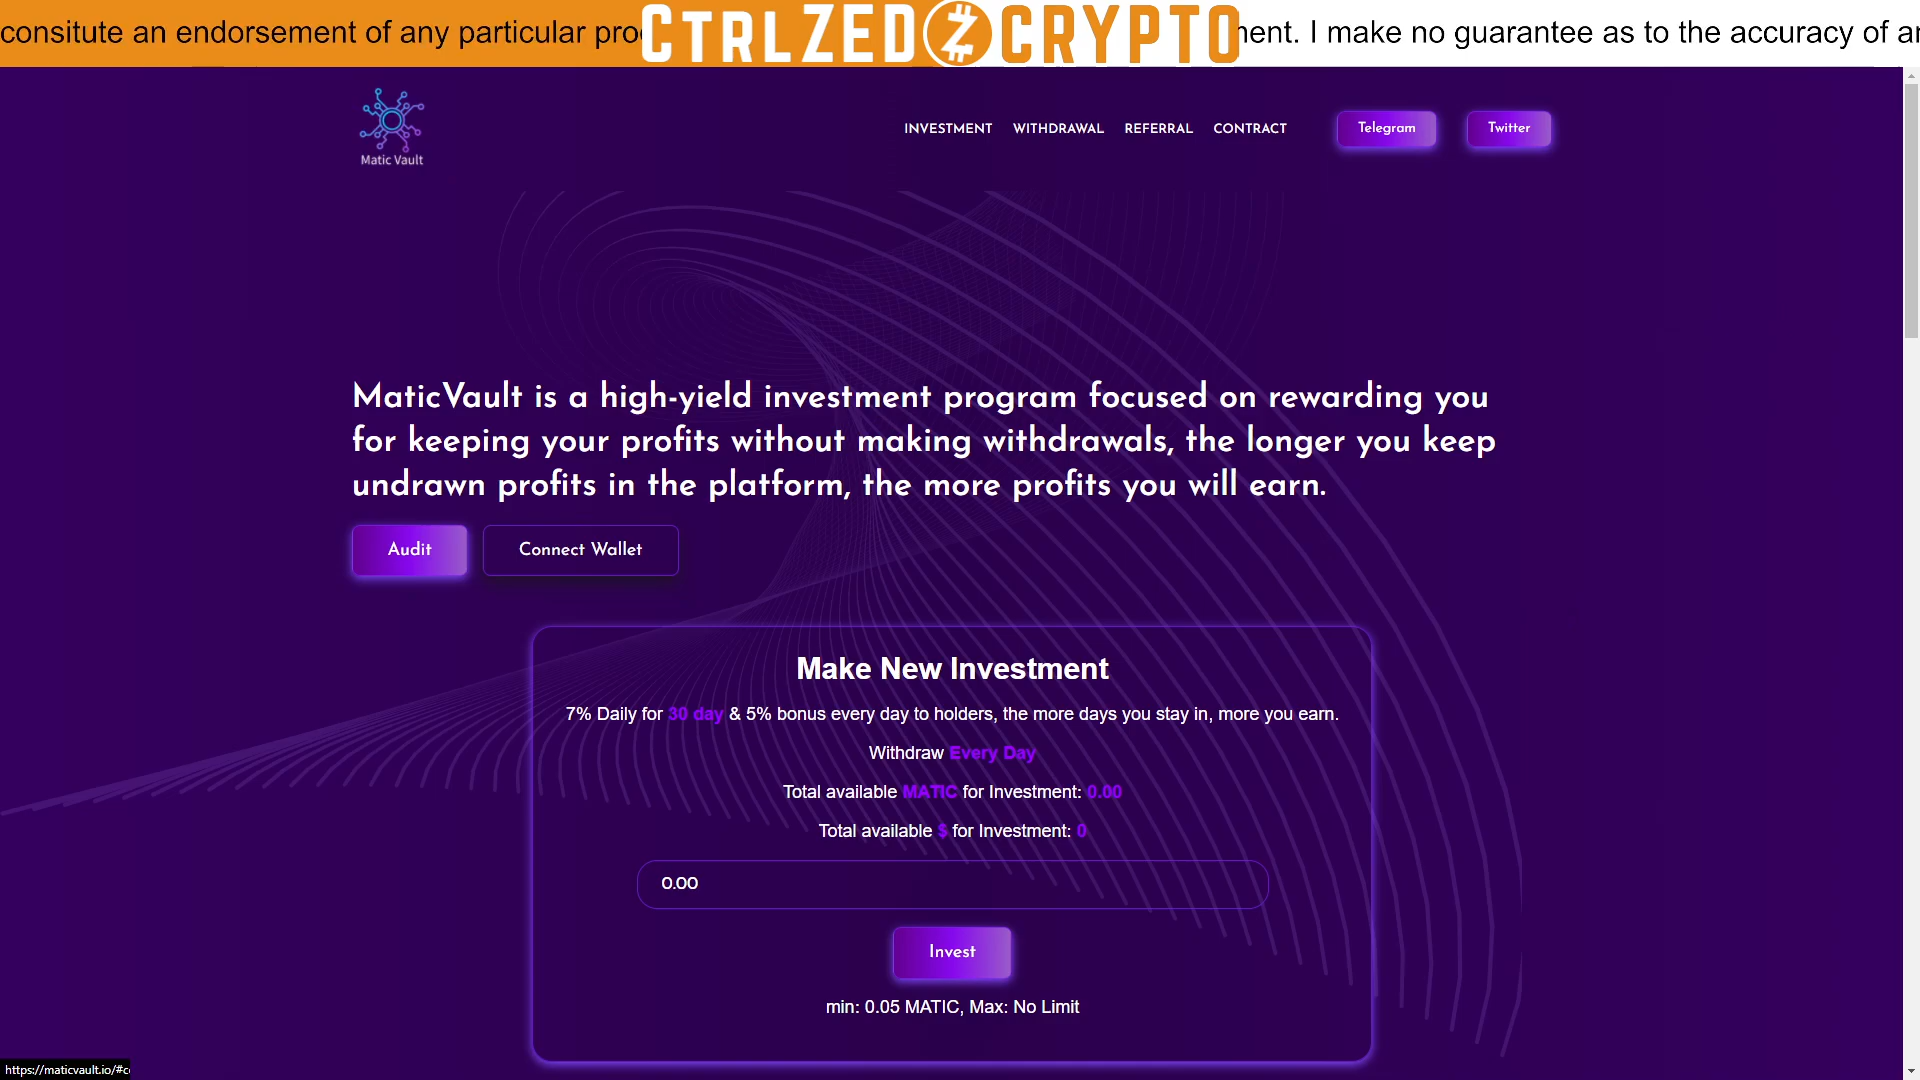 consitute an endorsement of any particular
CTRLZED CRYPTO
I make no guarantee as to the accuracy of
Matic Vault
INVESTMENT WITHDRAWAL REFERRAL CONTRACT Telegram Twitter
MaticVault is a high-yield investment program focused on rewarding you
for keeping your profits without making withdrawals, the longer you keep
undrawn profits in the platform, the more profits you will earn.
Audit Connect Wallet
Make New Investment
7% Daily for 30 day & 5% bonus every day to holders, the more days you stay in, more you earn.
Withdraw Every Day
Total available MATIC for Investment: 0.00
Total available $ for Investment: 0
0.00
Invest
min: 0.05 MATIC, Max: No Limit
https://maticvault.io/#c